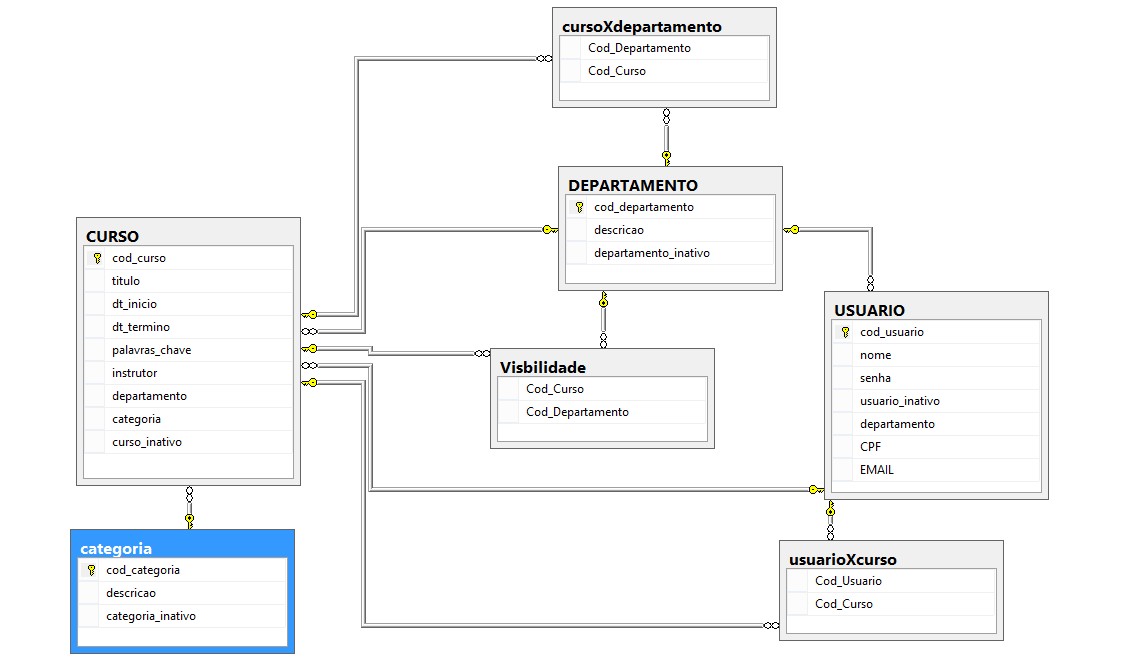 cursoXdepartamento
Cod_Departamento
Cod_Curso
DEPARTAMENTO
cod_departamento
descricao
departamento_inativo
CURSO
cod_curso
titulo
dt_inicio
dt_termino
palavras_chave
instrutor
departamento
categoria
curso_inativo
Visbilidade
Cod_Curso
Cod_Departamento
USUARIO
cod_usuario
nome
senha
usuario_inativo
departamento
CPF
EMAIL
categoria
cod_categoria
descricao
categoria_inativo
usuarioXcurso
Cod_Usuario
Cod_Curso